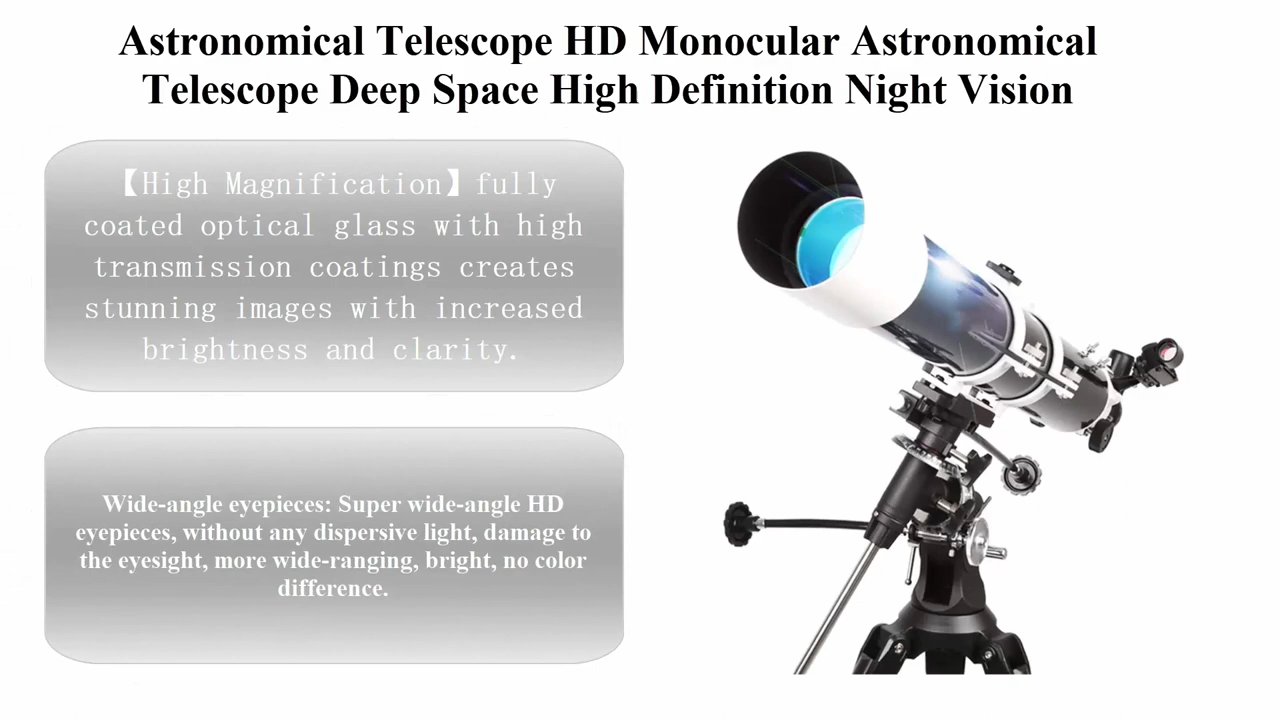 Astronomical Telescope HD Monocular Astronomical
Telescope Deep Space High Definition Night Vision
【High Magnification】fully
coated optical glass with high
transmission coatings creates
stunning images with increased
brightness and clarity.
Wide-angle eyepieces: Super wide-angle HD
eyepieces, without any dispersive light, damage to
the eyesight, more wide-ranging, bright, no color
difference.